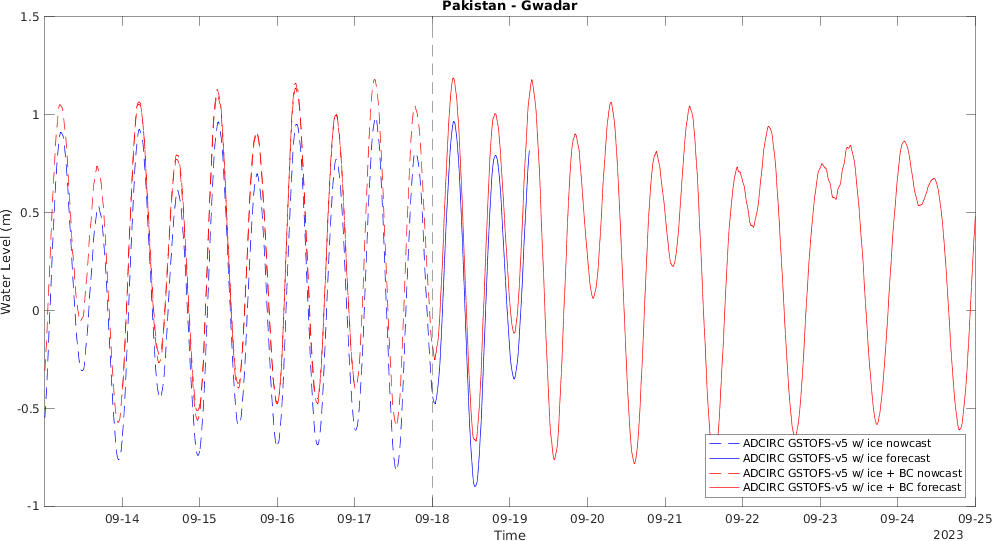 Pakistan - Gwadar
1.5
1
0.5
0
-0.5
-1
Water Level (m)
ADCIRC GSTOFS-v5 w/ ice nowcast
ADCIRC GSTOFS-v5 w/ ice forecast
ADCIRC GSTOFS-v5 w/ ice + BC nowcast
ADCIRC GSTOFS-v5 w/ ice + BC forecast
09-14 09-15 09-16 09-17 09-18 09-19 09-20 09-21 09-22 09-23 09-24 09-25
Time
2023